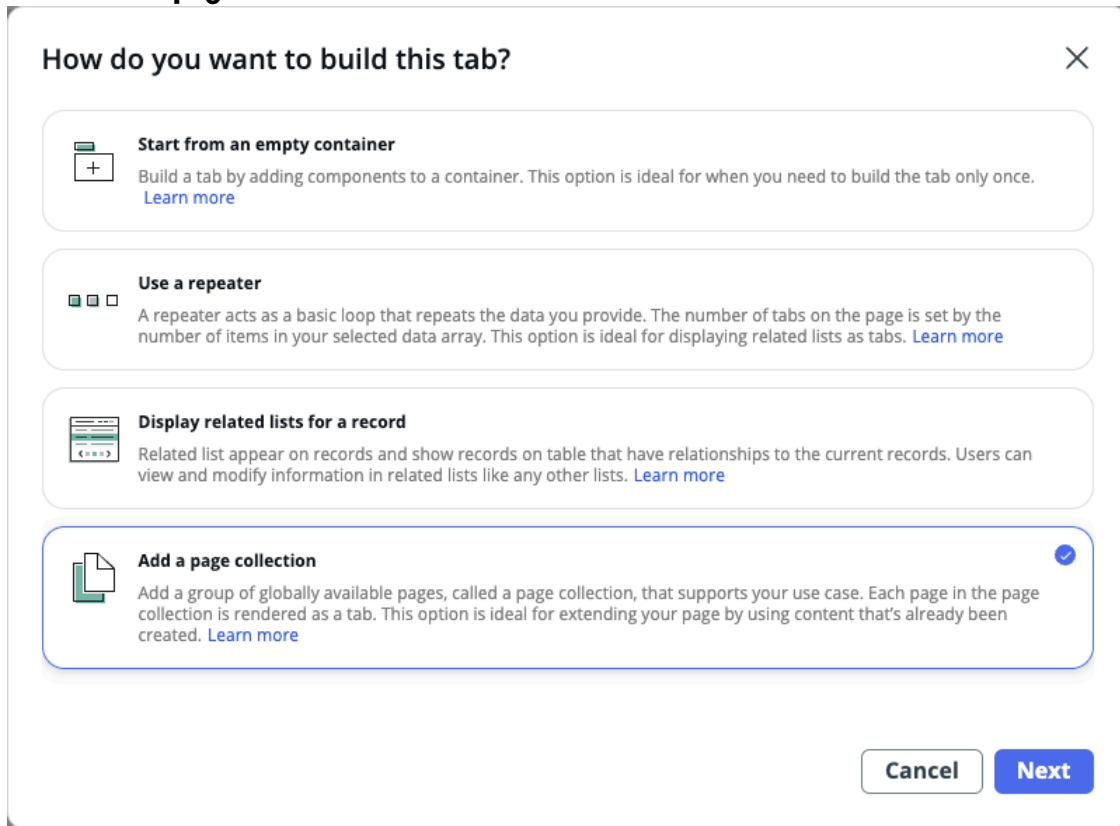 How do you want to build this tab?
Start from an empty container
Build a tab by adding components to a container. This option is ideal for when you need to build the tab only once.
Learn more
Use a repeater
A repeater acts as a basic loop that repeats the data you provide. The number of tabs on the page is set by the
number of items in your selected data array. This option is ideal for displaying related lists as tabs. Learn more
Display related lists for a record
Related list appear on records and show records on table that have relationships to the current records. Users can
view and modify information in related lists like any other lists. Learn more
Add a page collection
Add a group of globally available pages, called a page collection, that supports your use case. Each page in the page
collection is rendered as a tab. This option is ideal for extending your page by using content that's already been
created. Learn more
Cancel Next